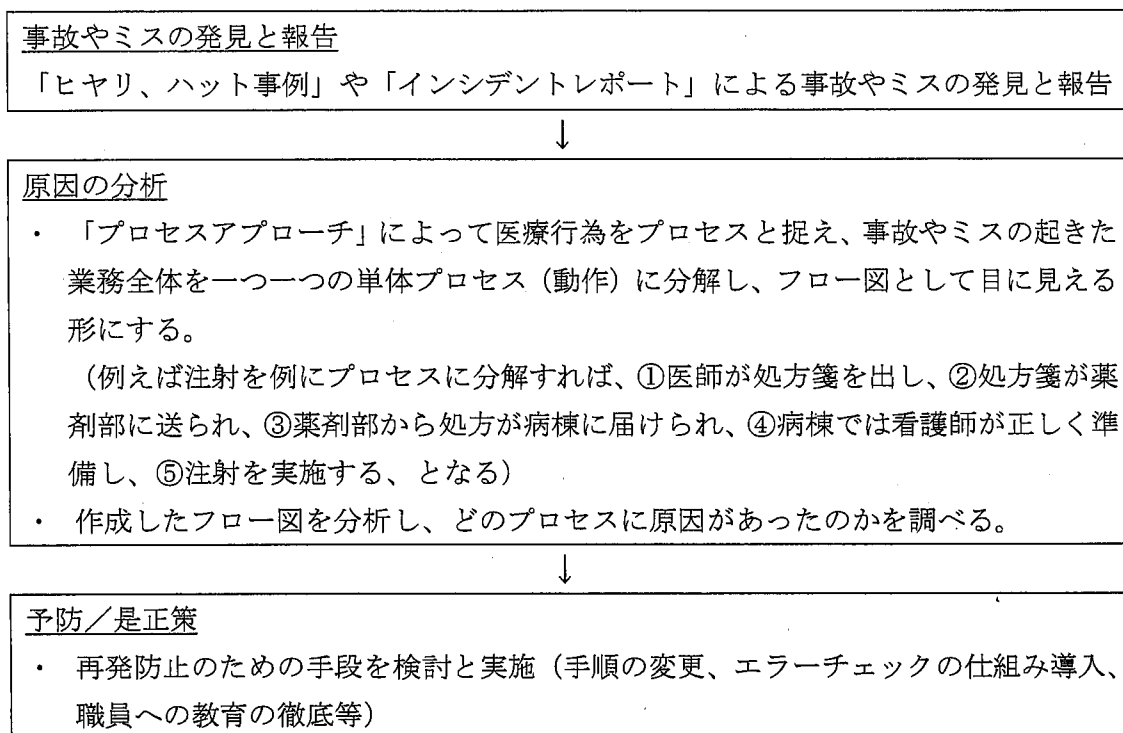 事故やミスの発見と報告
「ヒヤリ、ハット事例」や「インシデントレポート」による事故やミスの発見と報告
↓
原因の分析
・ 「プロセスアプローチ」によって医療行為をプロセスと捉え、事故やミスの起きた
業務全体を一つ一つの単体プロセス（動作）に分解し、フロー図として目に見える
形にする。
（例えば注射を例にプロセスに分解すれば、①医師が処方箋を出し、②処方箋が薬
剤部に送られ、③薬剤部から処方が病棟に届けられ、④病棟では看護師が正しく準
備し、⑤注射を実施する、となる）
・ 作成したフロー図を分析し、どのプロセスに原因があったのかを調べる。
↓
予防／是正策
・ 再発防止のための手段を検討と実施（手順の変更、エラーチェックの仕組み導入、
職員への教育の徹底等）